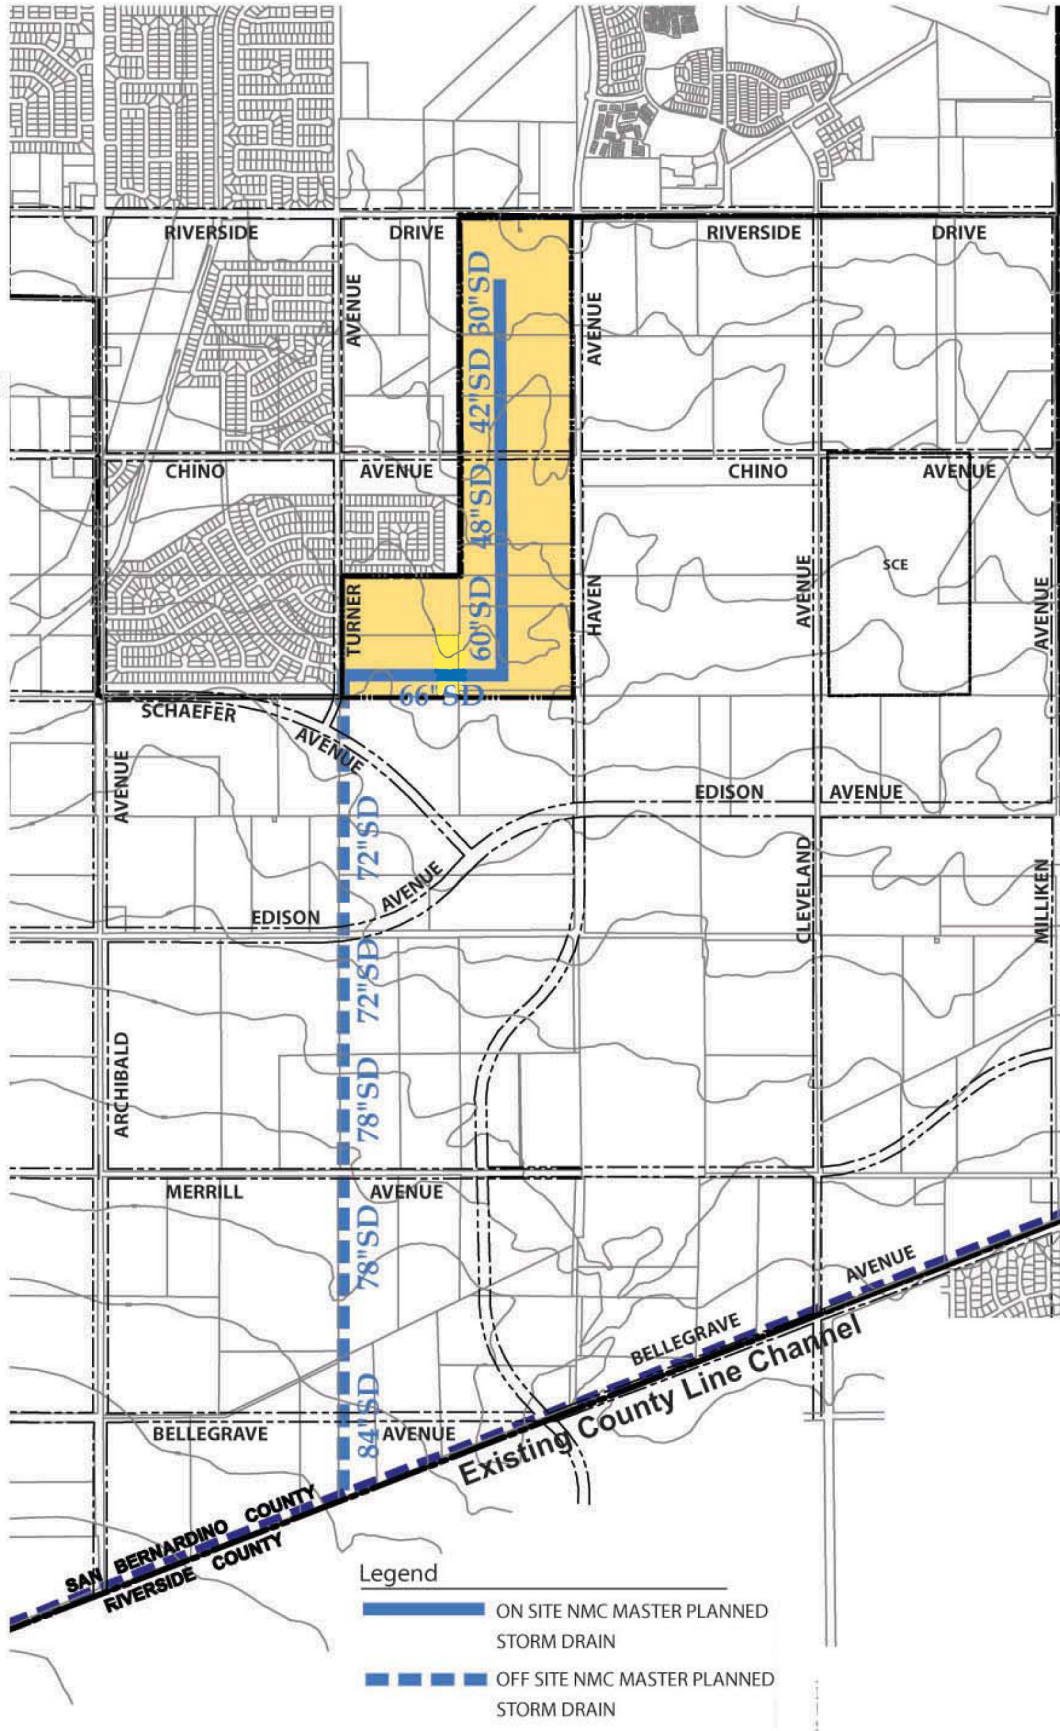 RIVERSIDE
DRIVE
RIVERSIDE
DRIVE
AVENUE
30"SD
AVENUE
42"SD
CHINO
AVENUE
CHINO
AVENUE
48"SD
SCE
TURNER
60"SD
HAVEN
AVENUE
AVENUE
66"SD
SCHAEFER
AVENUE
AVENUE
EDISON
AVENUE
72"SD
AVENUE
EDISON
CLEVELAND
MILLIKEN
72"SD
ARCHIBALD
78"SD
MERRILL
AVENUE
78"SD
AVENUE
BELLEGRAVE
Existing County Line Channel
84"SD
BELLEGRAVE
AVENUE
SAN BERNARDINO COUNTY
RIVERSIDE COUNTY
Legend
ON SITE NMC MASTER PLANNED
STORM DRAIN
OFF SITE NMC MASTER PLANNED
STORM DRAIN